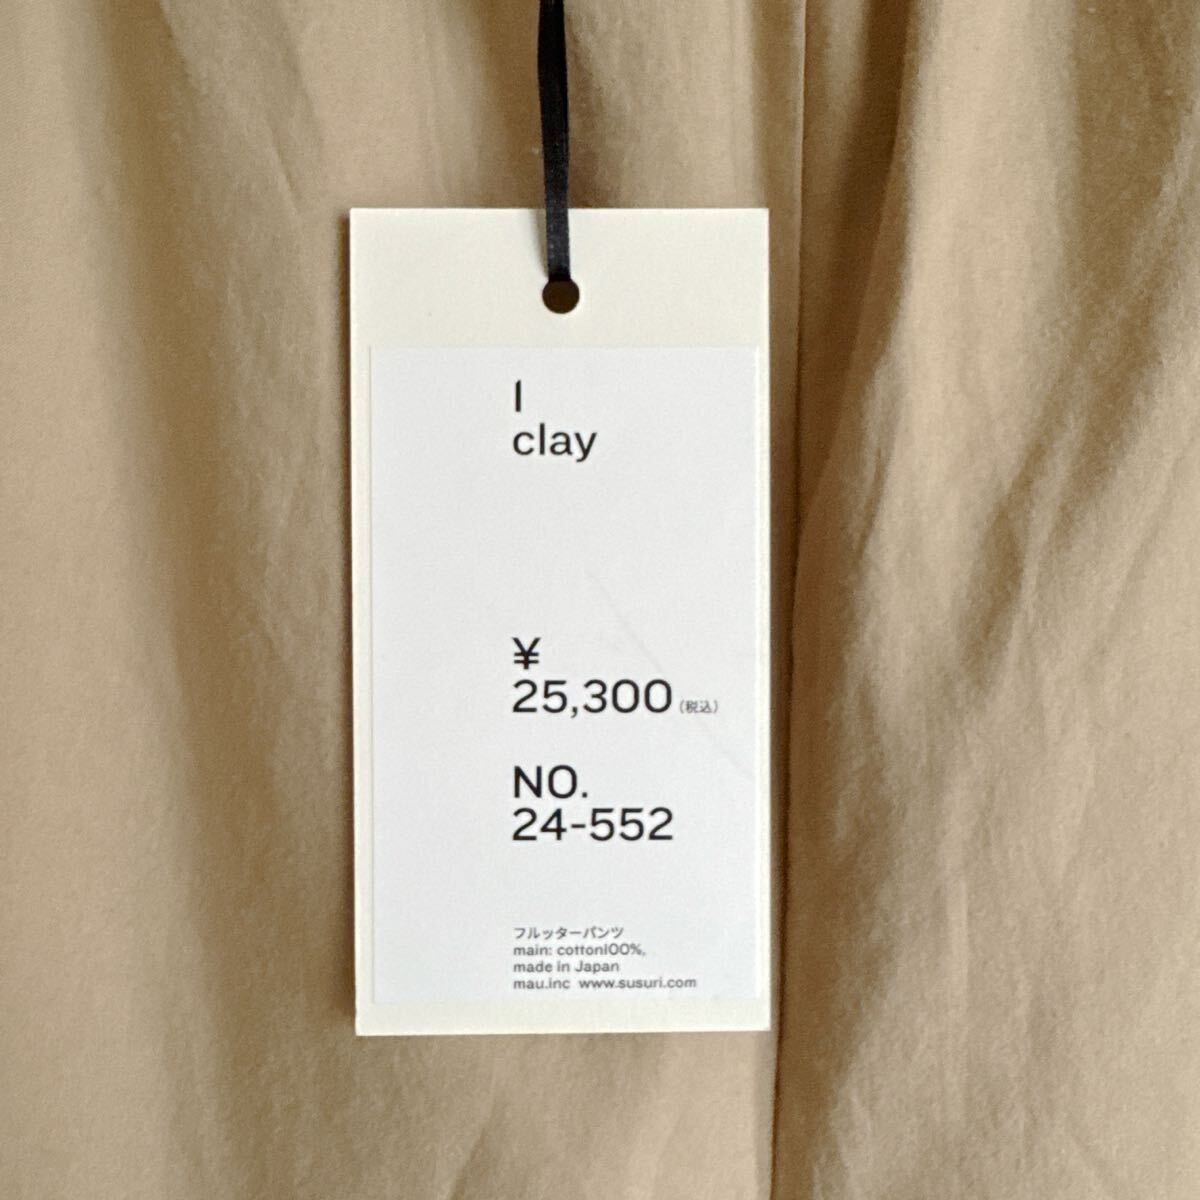 1
clay
¥
25,300(税込)
NO.
24-552
フルッターパンツ
main: cotton100%,
made in Japan
mau.inc www.susuri.com